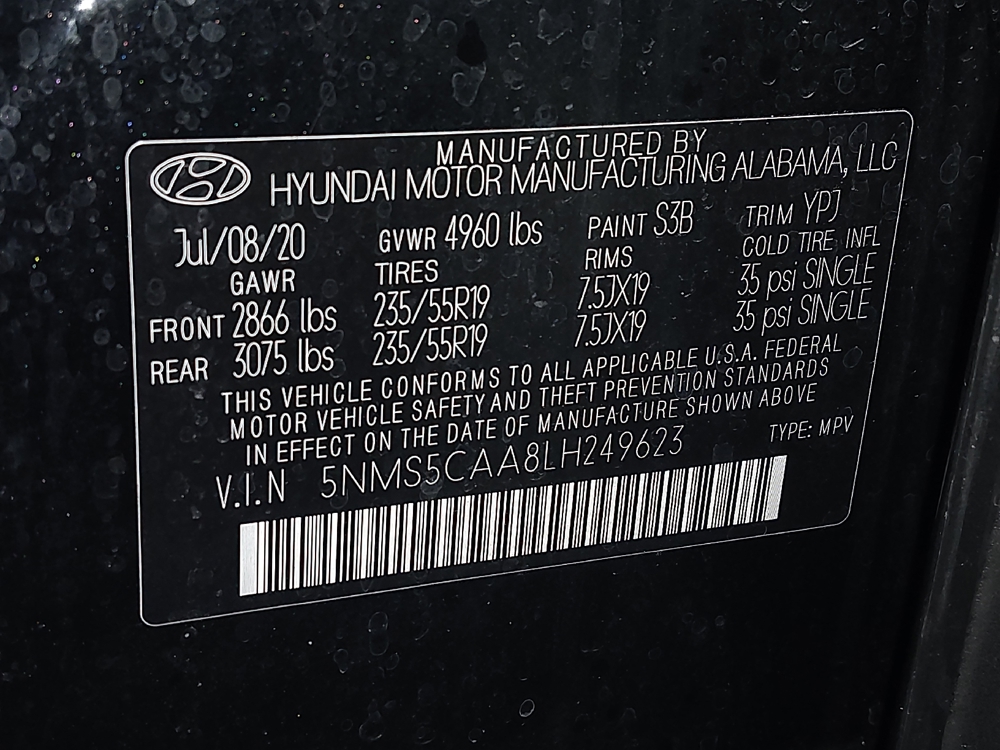 MANUFACTURED BY
HYUNDAI MOTOR MANUFACTURING ALABAMA, LLC
Jul/08/20 GVWR 4960 lbs PAINT S3B TRIM YPJ
GAWR TIRES RIMS COLD TIRE INFL
FRONT 2866 lbs 235/55R19 7.5JX19 35 psi SINGLE
REAR 3075 lbs 235/55R19 7.5JX19 35 psi SINGLE
THIS VEHICLE CONFORMS TO ALL APPLICABLE U.S.A. FEDERAL
MOTOR VEHICLE SAFETY AND THEFT PREVENTION STANDARDS
IN EFFECT ON THE DATE OF MANUFACTURE SHOWN ABOVE
V.I.N 5NMS5CAA8LH249623 TYPE: MPV